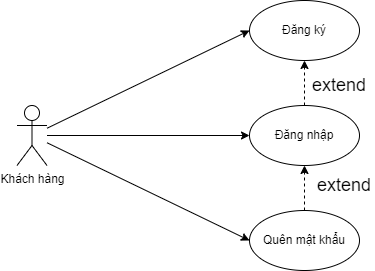 Đăng ký
extend
Đăng nhập
Khách hàng
extend
Quên mật khẩu